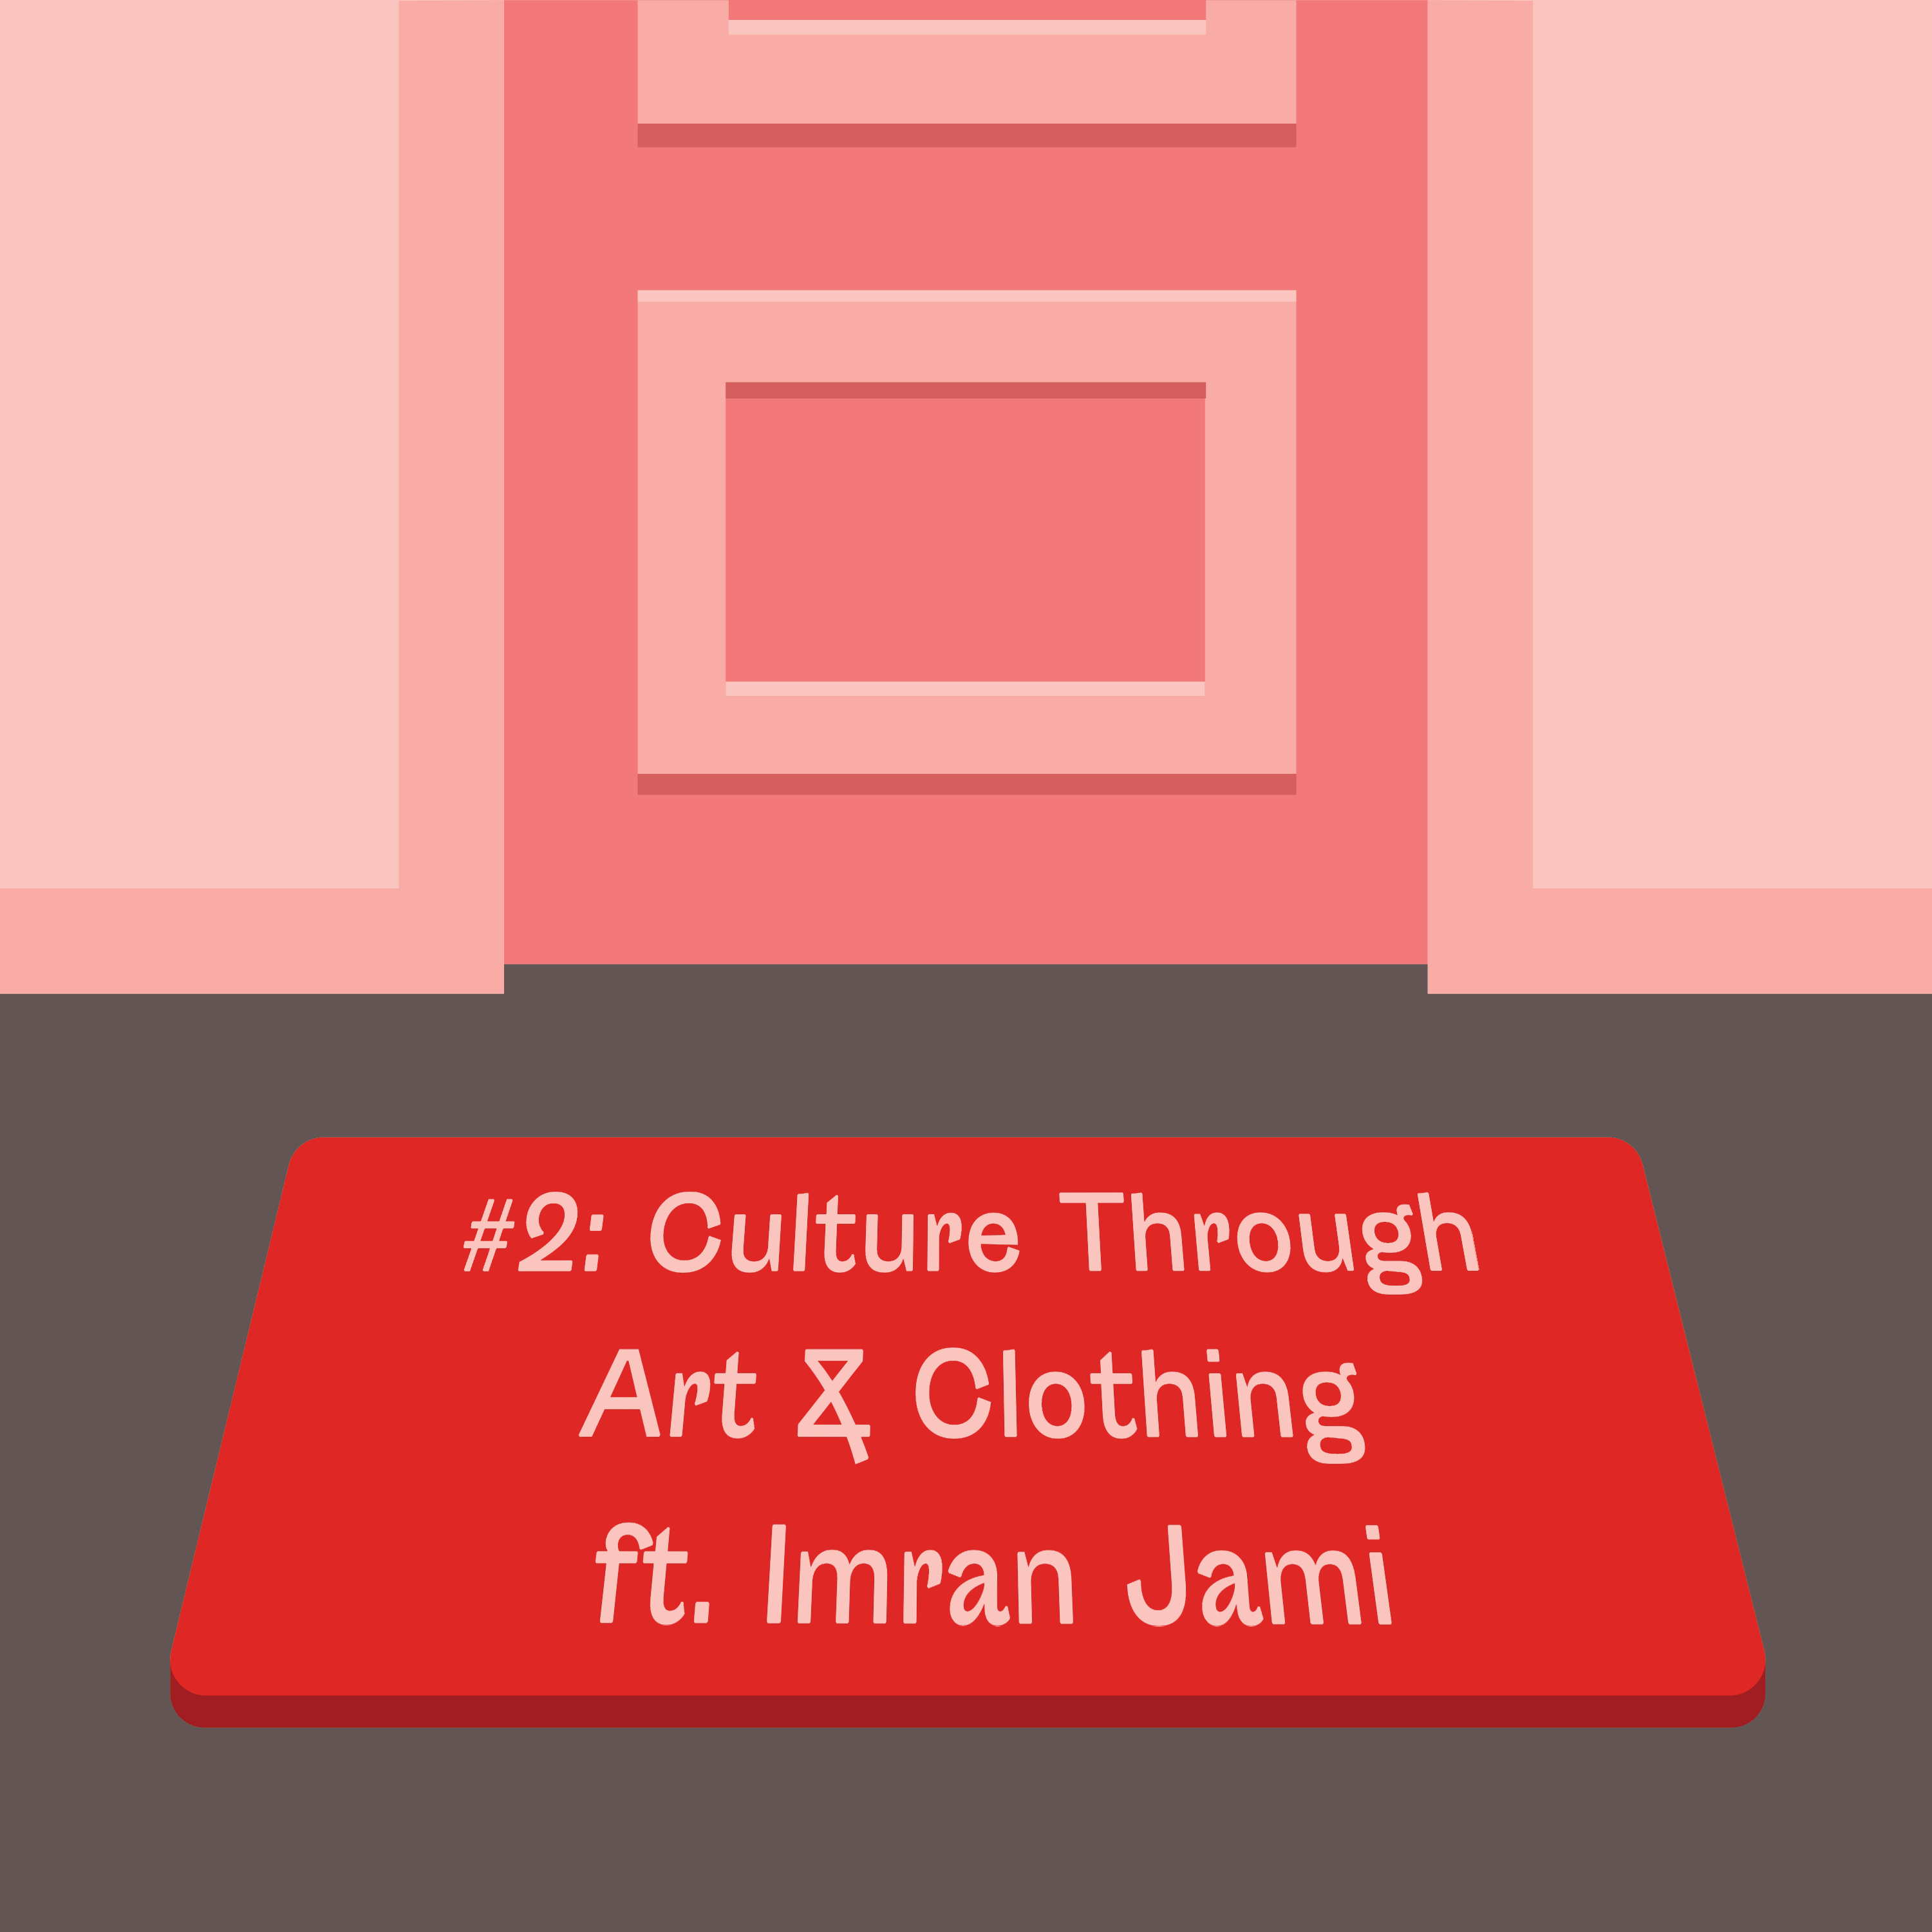 #2: Culture Through
Art & Clothing
ft. Imran Jami